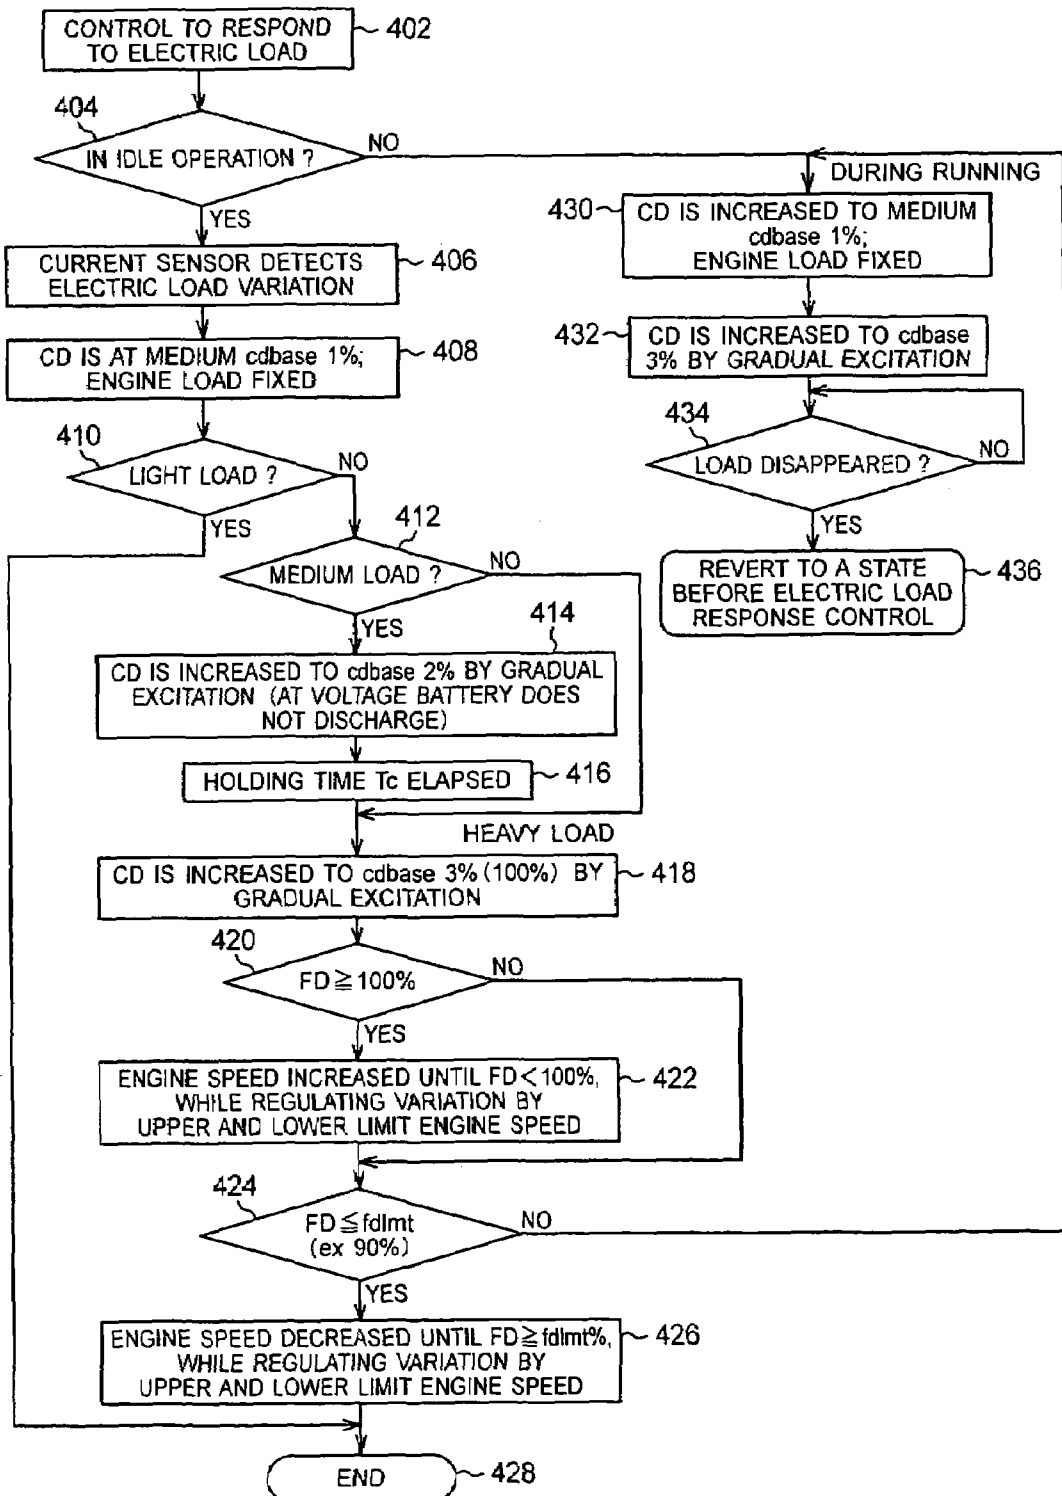 CONTROL TO RESPOND
TO ELECTRIC LOAD
402
404
IN IDLE OPERATION ?
NO
YES
DURING RUNNING
CURRENT SENSOR DETECTS
ELECTRIC LOAD VARIATION
406
CD IS AT MEDIUM cdbase 1%;
ENGINE LOAD FIXED
408
410
LIGHT LOAD ?
NO
YES
412
MEDIUM LOAD ?
NO
YES
414
CD IS INCREASED TO cdbase 2% BY GRADUAL
EXCITATION (AT VOLTAGE BATTERY DOES
NOT DISCHARGE)
HOLDING TIME Tc ELAPSED
416
HEAVY LOAD
CD IS INCREASED TO cdbase 3% (100%) BY
GRADUAL EXCITATION
418
420
FD≧100%
NO
YES
ENGINE SPEED INCREASED UNTIL FD<100%,
WHILE REGULATING VARIATION BY
UPPER AND LOWER LIMIT ENGINE SPEED
422
424
FD≦fdlmt
(ex 90%)
NO
YES
ENGINE SPEED DECREASED UNTIL FD≧fdlmt%,
WHILE REGULATING VARIATION BY
UPPER AND LOWER LIMIT ENGINE SPEED
426
END
428
430
CD IS INCREASED TO MEDIUM
cdbase 1%;
ENGINE LOAD FIXED
432
CD IS INCREASED TO cdbase
3% BY GRADUAL EXCITATION
434
LOAD DISAPPEARED ?
NO
YES
REVERT TO A STATE
BEFORE ELECTRIC LOAD
RESPONSE CONTROL
436